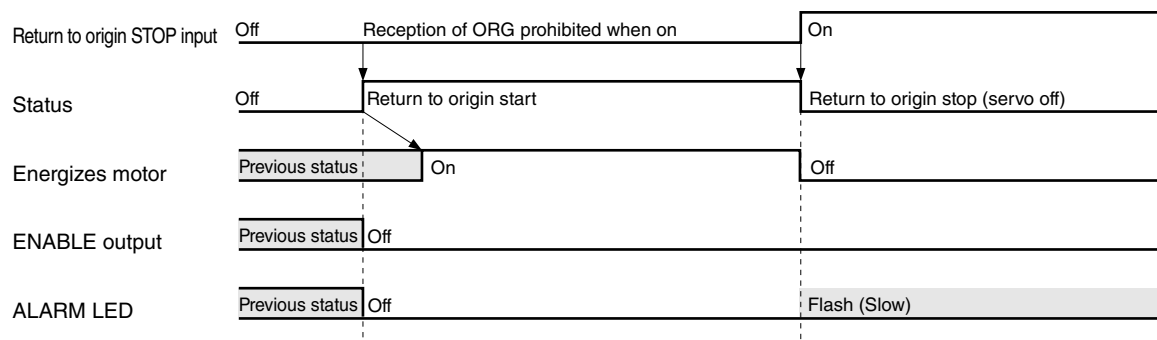 Return to origin STOP input Off Reception of ORG prohibited when on On
Status Off Return to origin start Return to origin stop (servo off)
Energizes motor Previous status On Off
ENABLE output Previous status Off
ALARM LED Previous status Off Flash (Slow)